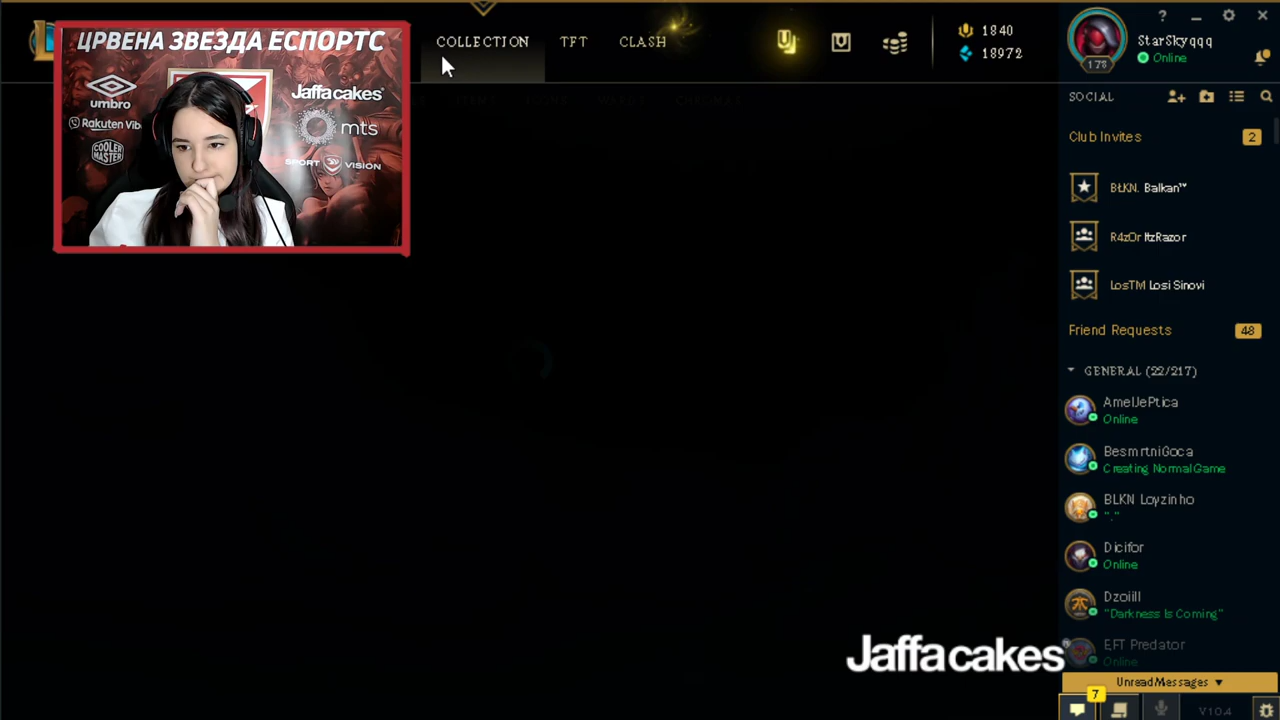 ЦРВЕНА ЗВЕЗДА ЕСПОРТС
umbro
Jaffa cakes
Rakuten Vib
mts
COOLER MASTER
SPORT VISION
COLLECTION
TFT
CLASH
1840
18972
StarSkyqqq
Online
178
SOCIAL
Club Invites
2
BŁKN. Balkan™
R4zOr ItzRazor
LosTM Losi Sinovi
Friend Requests
48
GENERAL (22/217)
AmelJePtica
Online
BesmrtniGoca
Creating Normal Game
BLKN Loyzinho
"."
Dicifor
Online
Dzoiill
"Darkness Is Coming"
EFT Predator
Online
Jaffa cakes
Unread Messages
7
V10.4